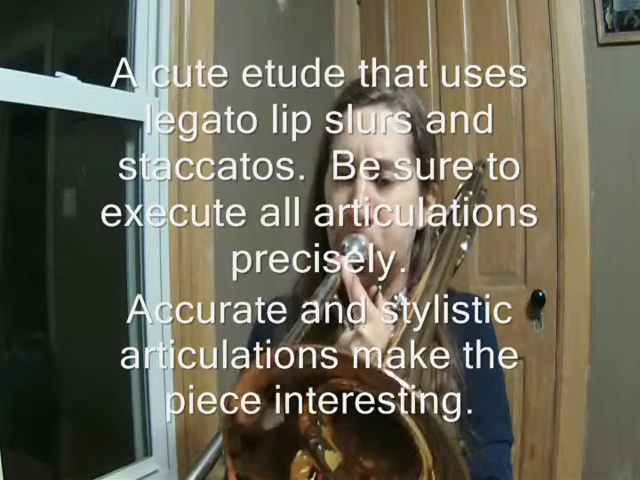 A cute etude that uses
legato lip slurs and
staccatos.  Be sure to
execute all articulations
precisely.
Accurate and stylistic
articulations make the
piece interesting.